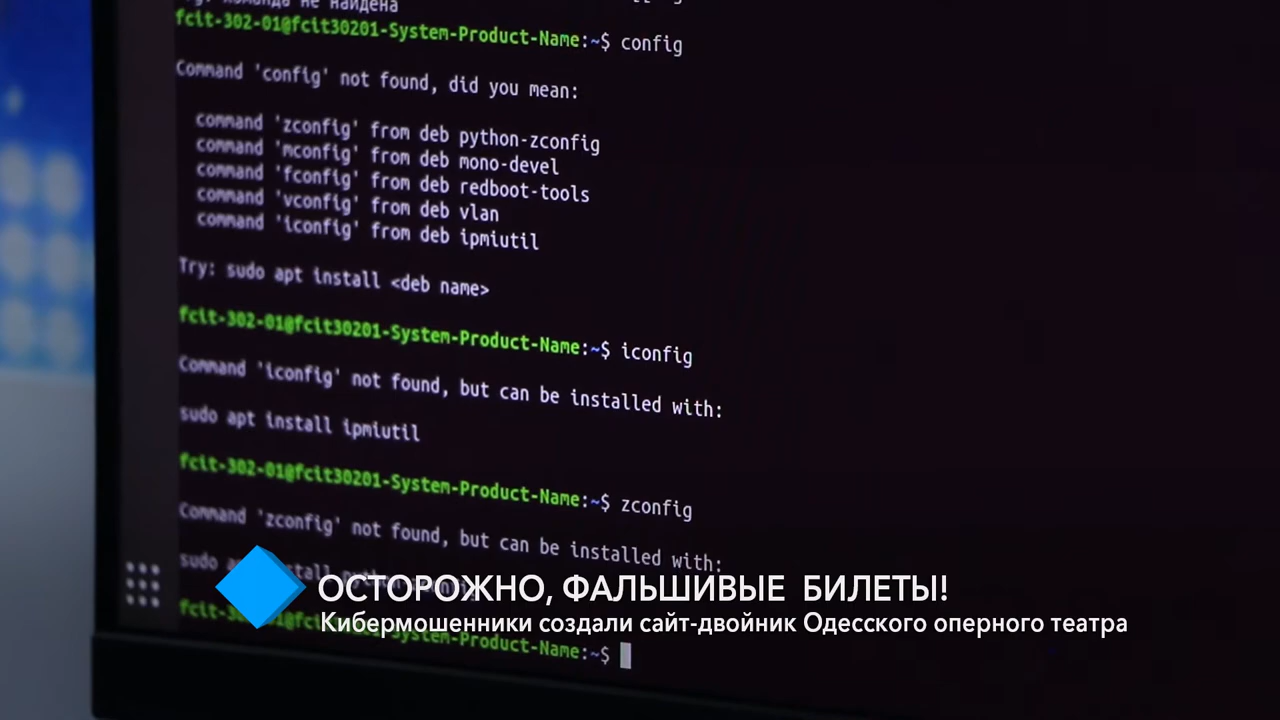 команда не найдена
fcit-302-01@fcit30201-System-Product-Name:~$ config
Command 'config' not found, did you mean:
command 'zconfig' from deb python-zconfig
command 'mconfig' from deb mono-devel
command 'fconfig' from deb redboot-tools
command 'vconfig' from deb vlan
command 'iconfig' from deb ipmiutil
Try: sudo apt install <deb name>
fcit-302-01@fcit30201-System-Product-Name:~$ iconfig
Command 'iconfig' not found, but can be installed with:
sudo apt install ipmiutil
fcit-302-01@fcit30201-System-Product-Name:~$ zconfig
Command 'zconfig' not found, but can be installed with:
sudo
ОСТОРОЖНО, ФАЛЬШИВЫЕ БИЛЕТЫ!
Кибермошенники создали сайт-двойник Одесского оперного театра
System-Product-Name:~$